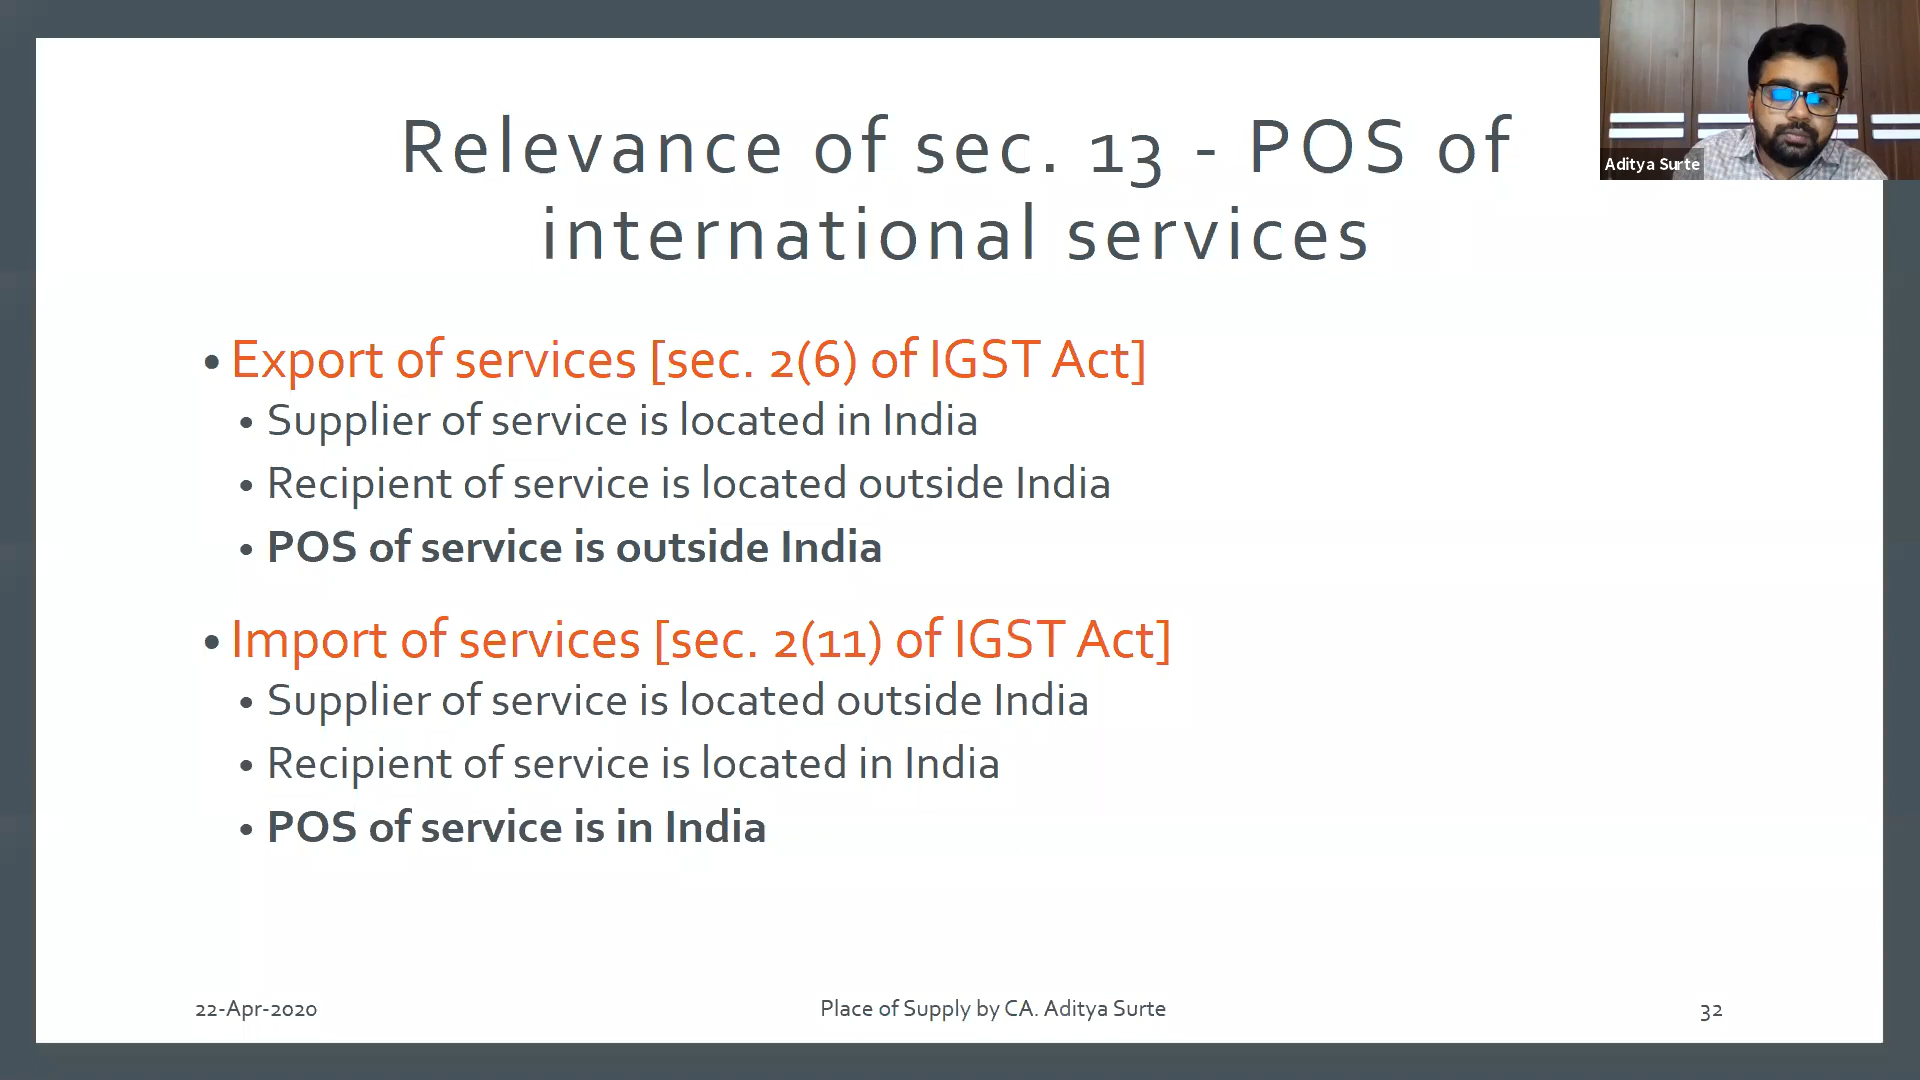 Relevance of sec. 13 - POS of
international services
Aditya Surte
• Export of services [sec. 2(6) of IGST Act]
• Supplier of service is located in India
• Recipient of service is located outside India
• POS of service is outside India
• Import of services [sec. 2(11) of IGST Act]
• Supplier of service is located outside India
• Recipient of service is located in India
• POS of service is in India
22-Apr-2020
Place of Supply by CA. Aditya Surte
32